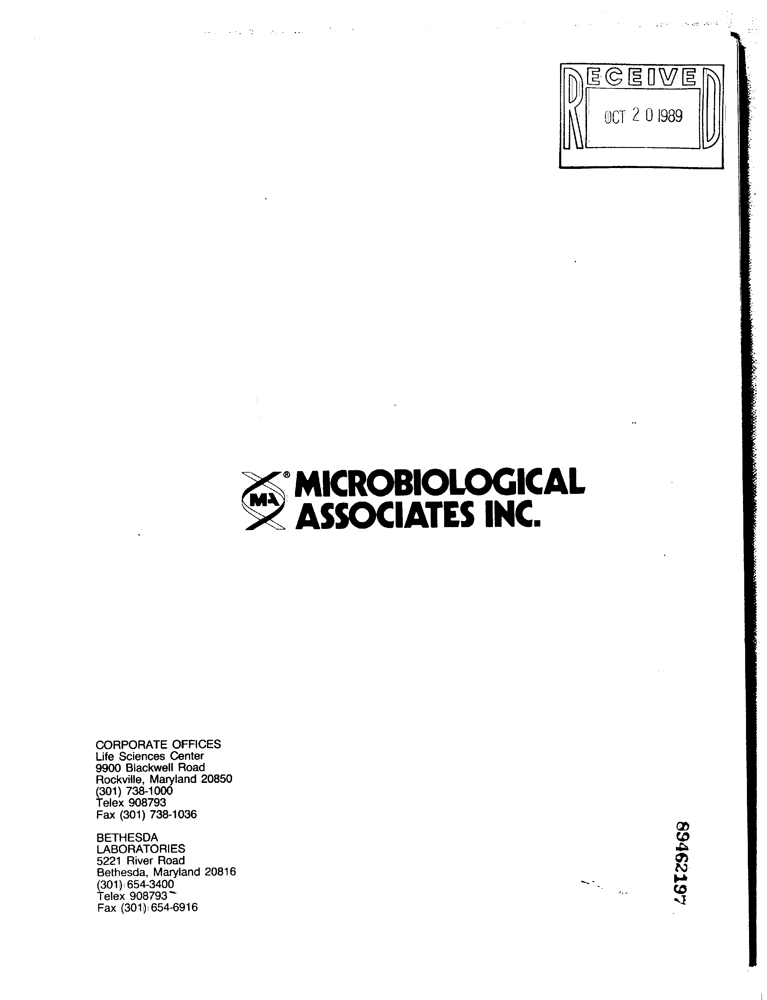 RECEIVED
OCT 20 1989
MA®
MICROBIOLOGICAL
ASSOCIATES INC.
CORPORATE OFFICES
Life Sciences Center
9900 Blackwell Road
Rockville, Maryland 20850
(301) 738-1000
Telex 908793
Fax (301) 738-1036
BETHESDA
LABORATORIES
5221 River Road
Bethesda, Maryland 20816
(301) 654-3400
Telex 908793
Fax (301) 654-6916
89462197